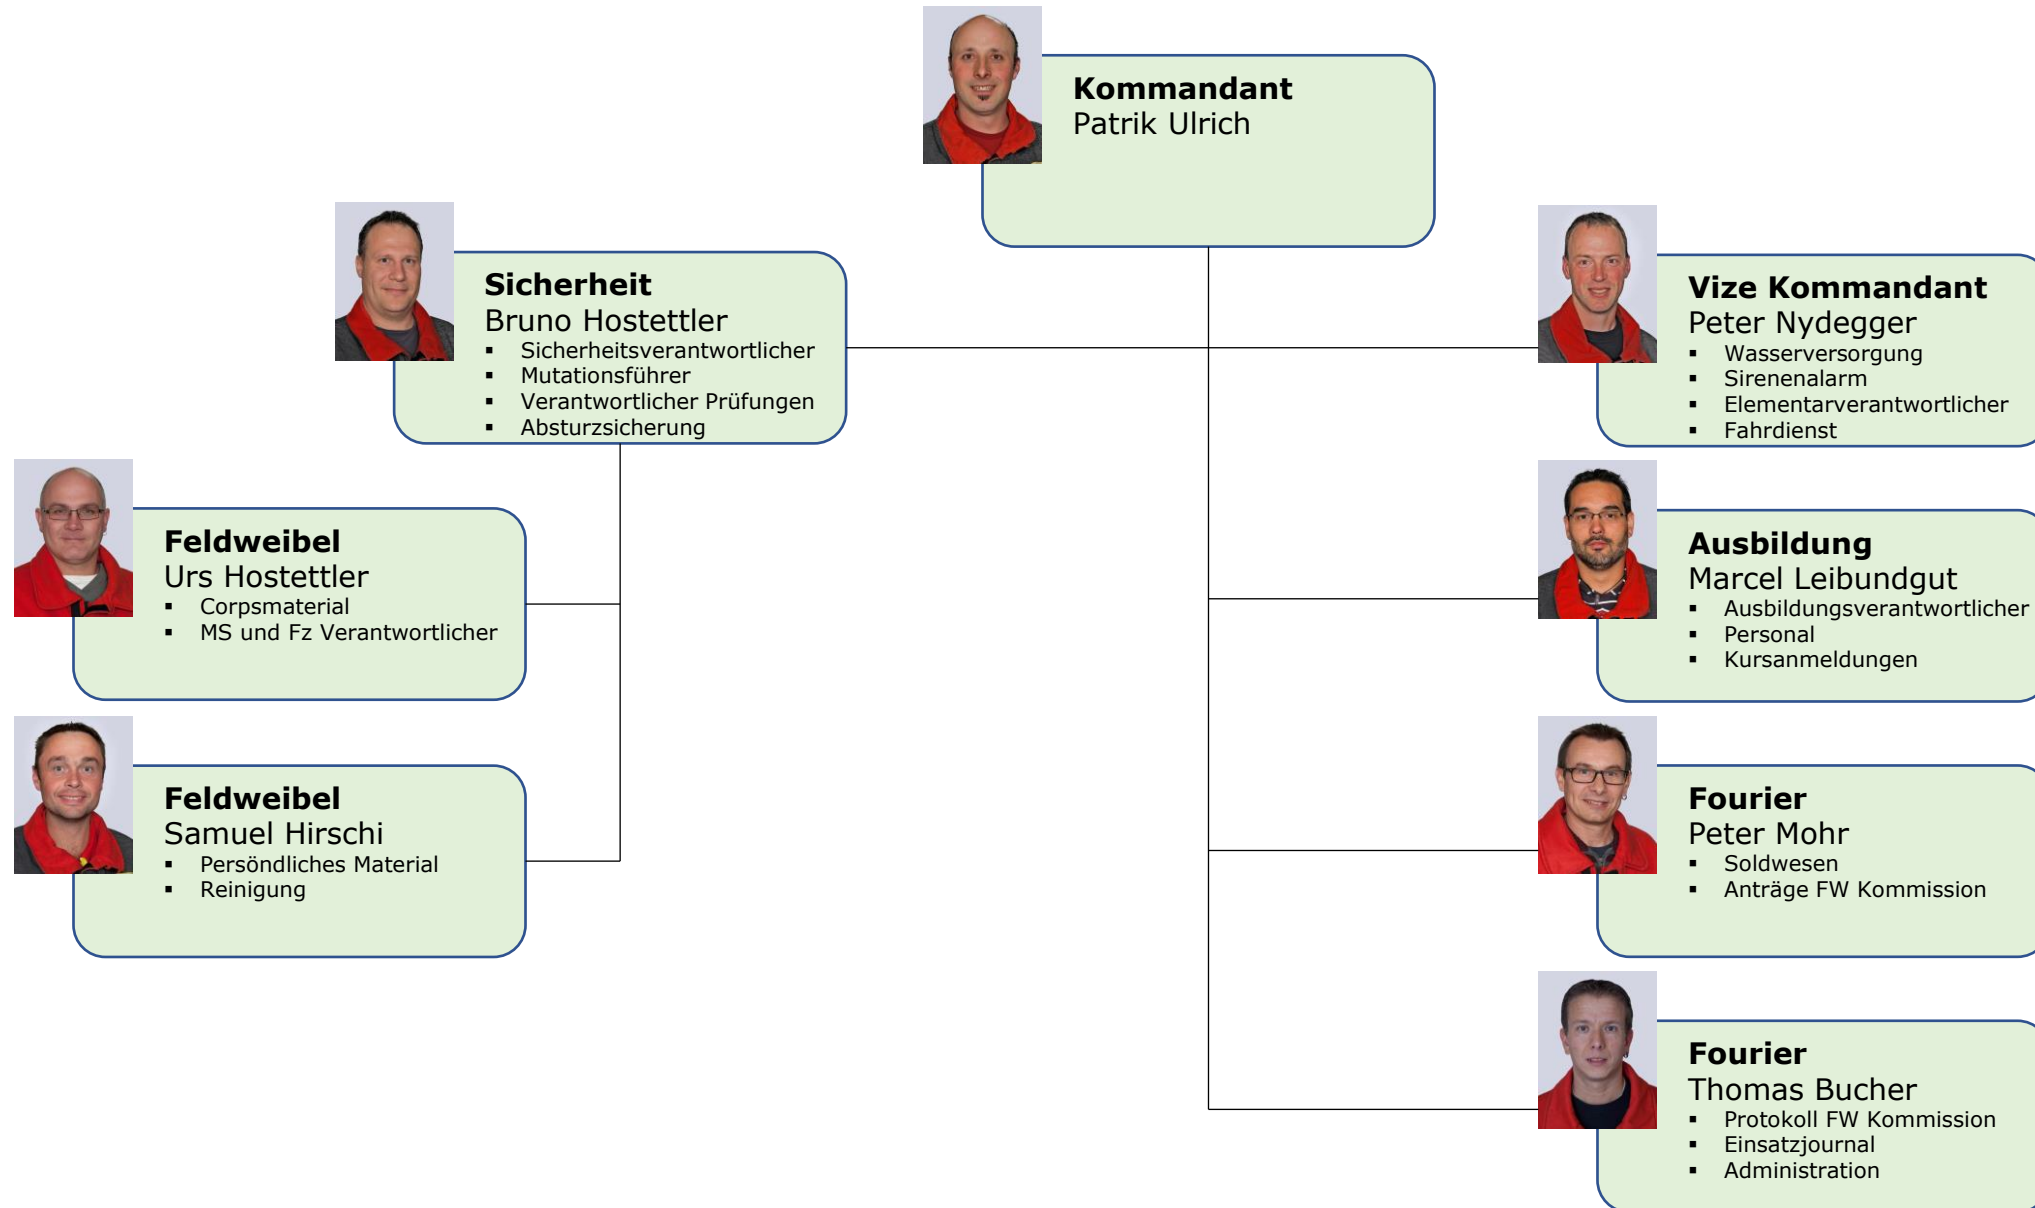 Kommandant
Patrik Ulrich
Sicherheit
Bruno Hostettler
▪ Sicherheitsverantwortlicher
▪ Mutationsführer
▪ Verantwortlicher Prüfungen
▪ Absturzsicherung
Vize Kommandant
Peter Nydegger
▪ Wasserversorgung
▪ Sirenenalarm
▪ Elementarverantwortlicher
▪ Fahrdienst
Feldweibel
Urs Hostettler
▪ Corpsmaterial
▪ MS und Fz Verantwortlicher
Ausbildung
Marcel Leibundgut
▪ Ausbildungsverantwortlicher
▪ Personal
▪ Kursanmeldungen
Feldweibel
Samuel Hirschi
▪ Persöndliches Material
▪ Reinigung
Fourier
Peter Mohr
▪ Soldwesen
▪ Anträge FW Kommission
Fourier
Thomas Bucher
▪ Protokoll FW Kommission
▪ Einsatzjournal
▪ Administration